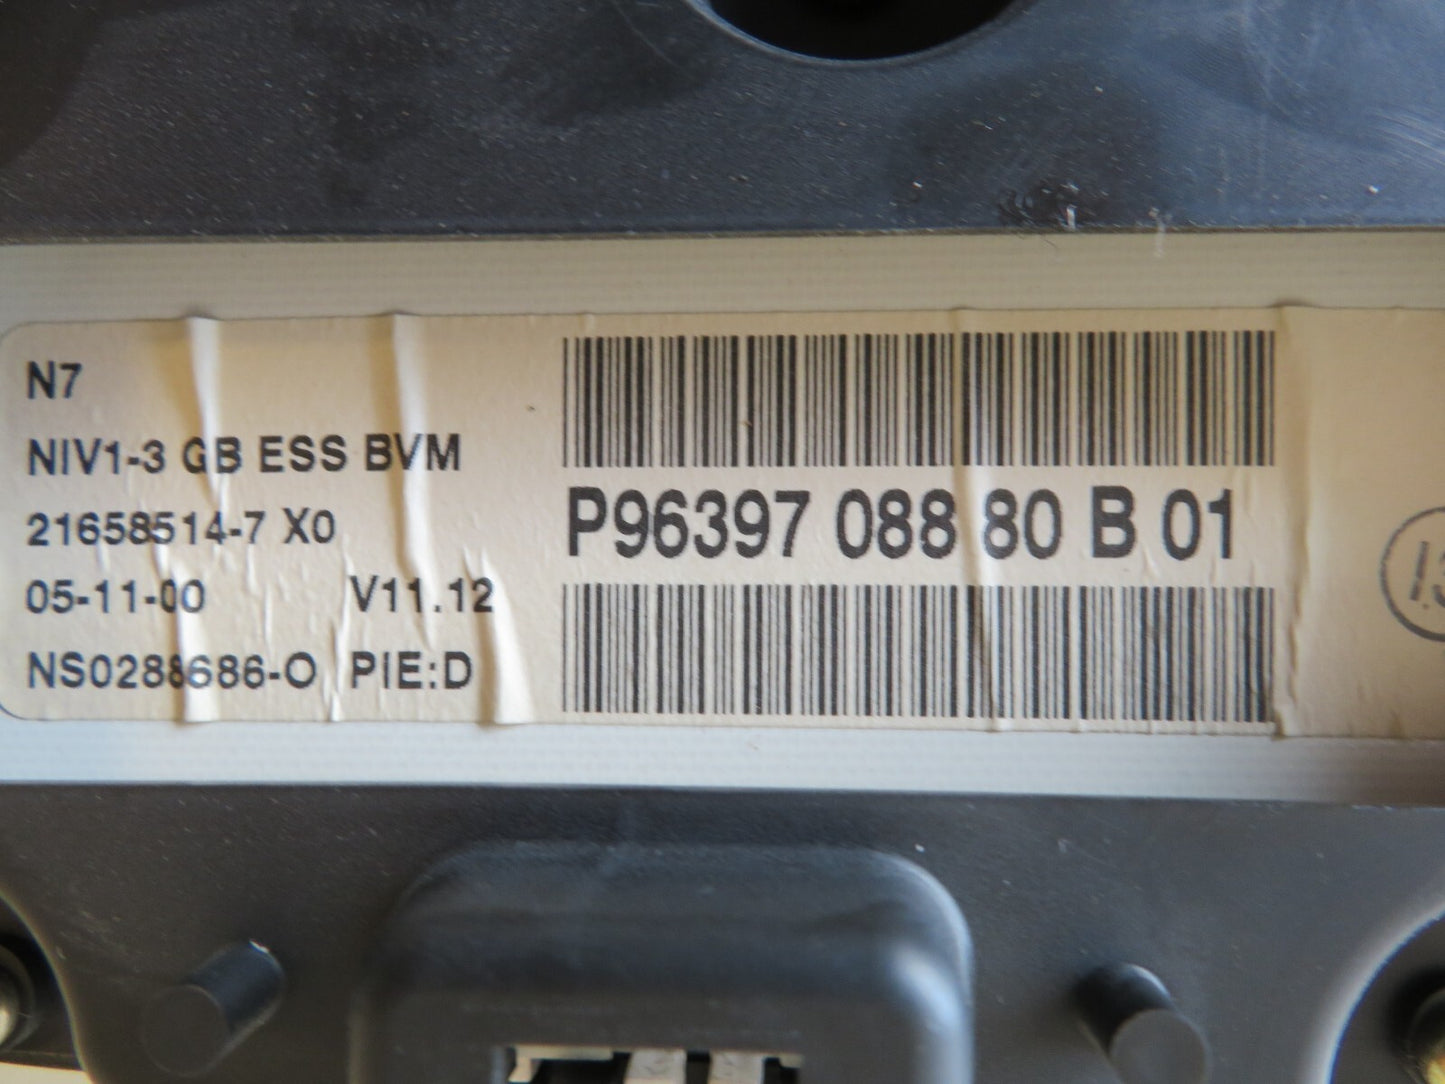 N7
NIV1-3 GB ESS BVM
21658514-7 X0
05-11-00 V11.12
NS0288686-O PIE:D
P96397 088 80 B 01